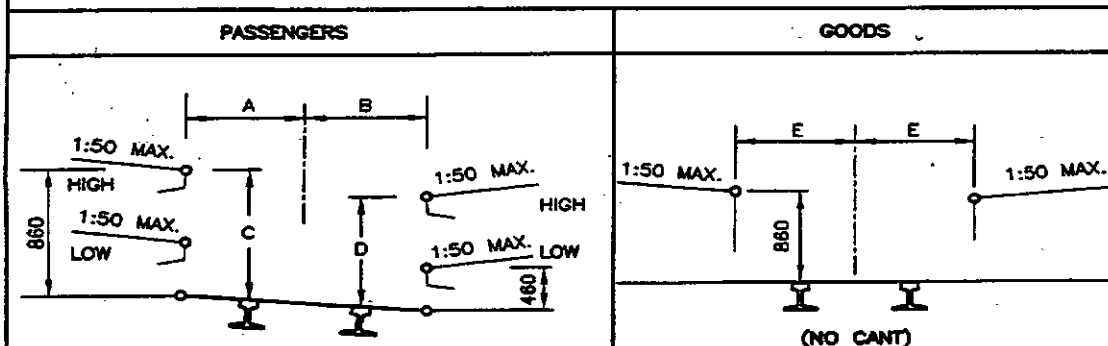 PASSENGERS
GOODS
A
B
1:50 MAX.
HIGH
860
1:50 MAX.
LOW
C
D
1:50 MAX.
HIGH
1:50 MAX.
LOW
460
E
E
1:50 MAX.
1:50 MAX.
860
(NO CANT)